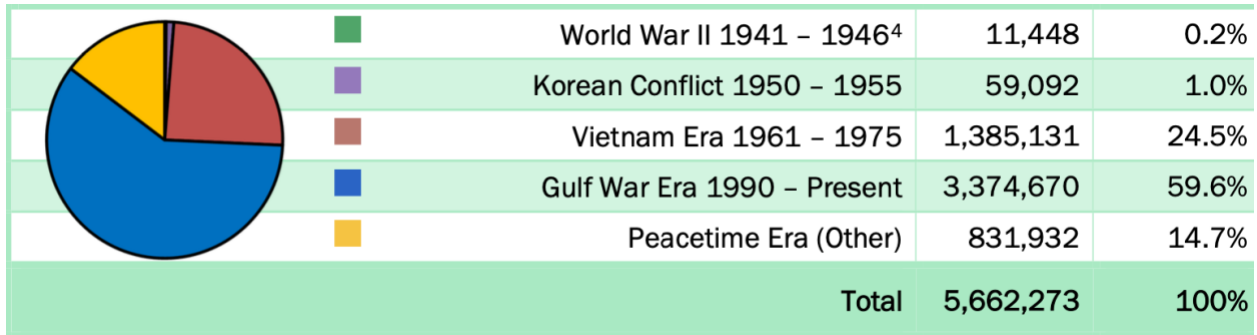 World War II 1941 – 1946⁴ 11,448 0.2%
Korean Conflict 1950 – 1955 59,092 1.0%
Vietnam Era 1961 – 1975 1,385,131 24.5%
Gulf War Era 1990 – Present 3,374,670 59.6%
Peacetime Era (Other) 831,932 14.7%
Total 5,662,273 100%